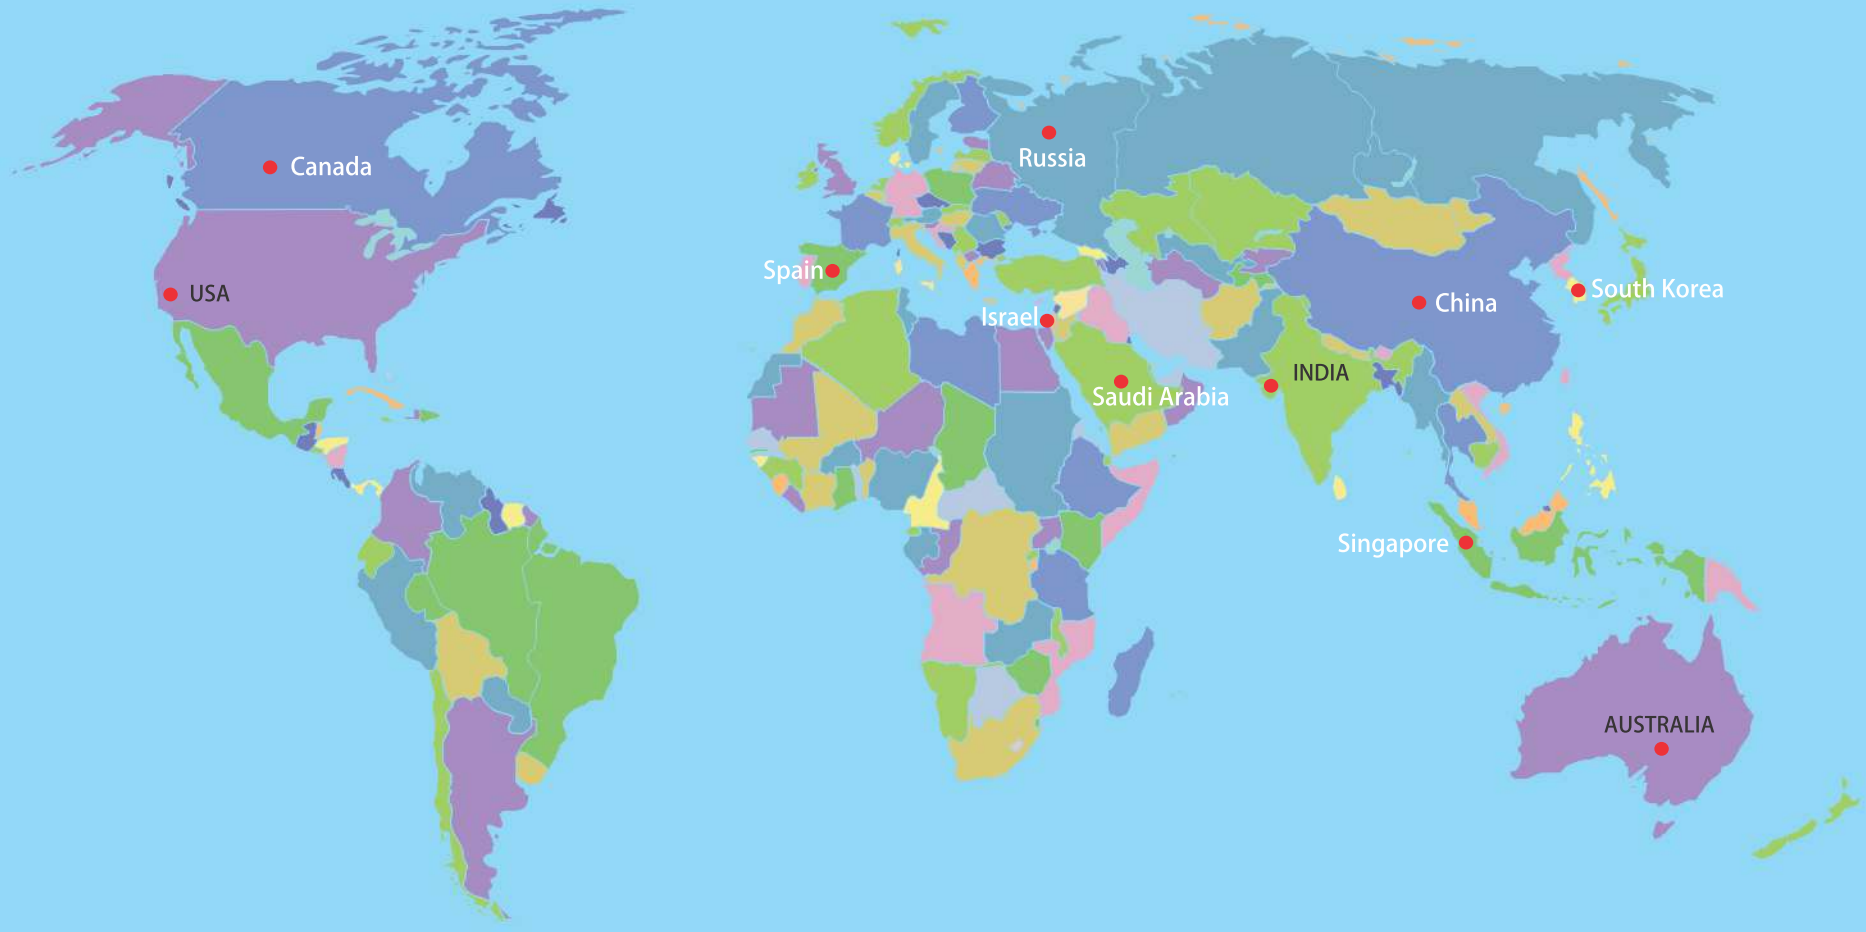 Canada
Russia
Spain
USA
South Korea
China
Israel
INDIA
Saudi Arabia
Singapore
AUSTRALIA